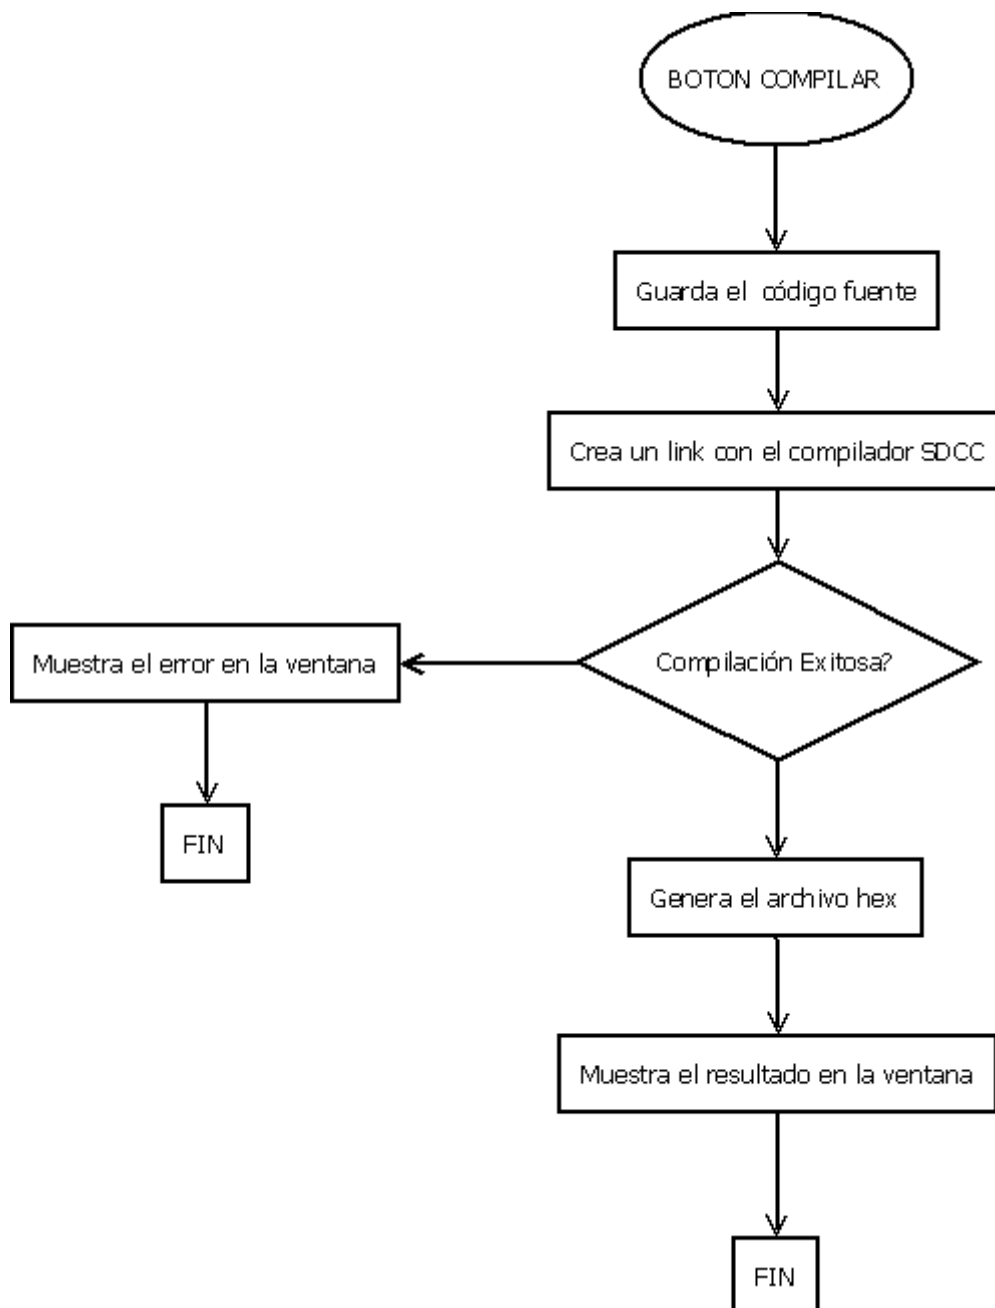 BOTON COMPILAR
Guarda el código fuente
Crea un link con el compilador SDCC
Compilación Exitosa?
Muestra el error en la ventana
FIN
Genera el archivo hex
Muestra el resultado en la ventana
FIN